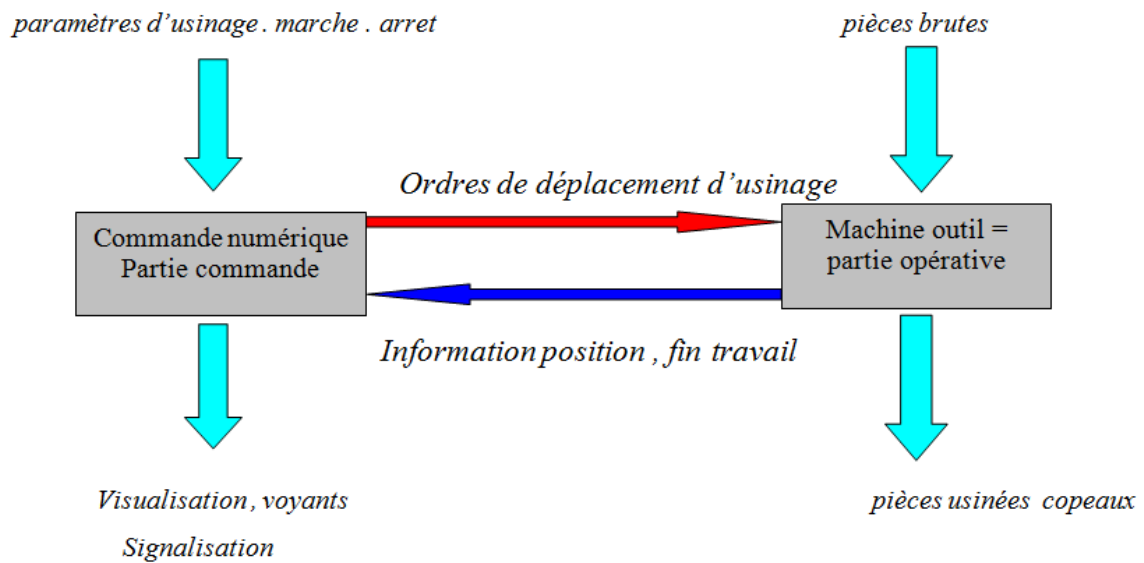 paramètres d’usinage . marche . arret
pièces brutes
Ordres de déplacement d’usinage
Commande numérique
Partie commande
Machine outil =
partie opérative
Information position , fin travail
Visualisation , voyants
Signalisation
pièces usinées copeaux